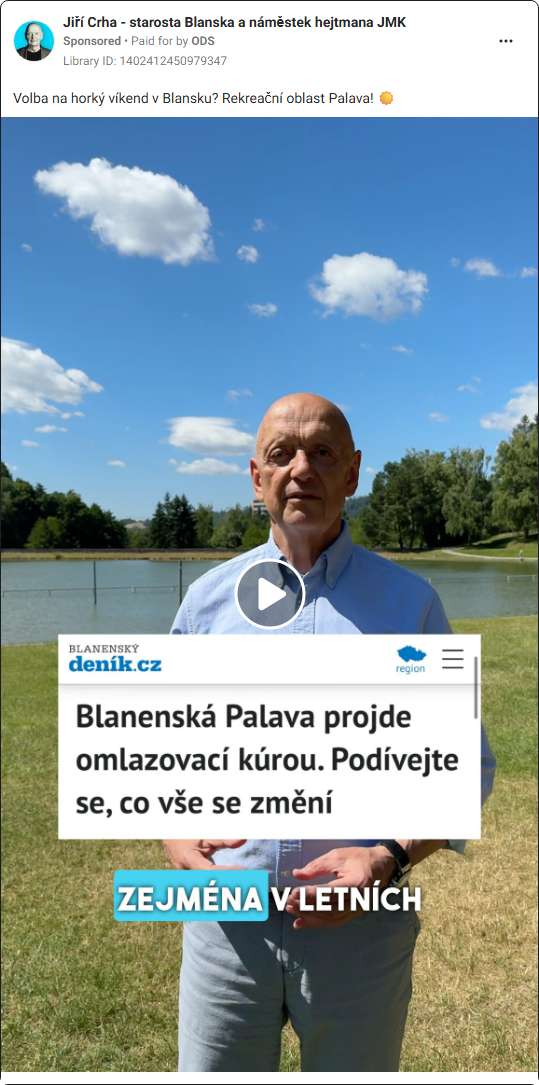 Jiří Crha - starosta Blanska a náměstek hejtmana JMK
Sponsored • Paid for by ODS
Library ID: 1402412450979347
Volba na horký víkend v Blansku? Rekreační oblast Palava! 🌞
BLANENSKÝ
deník.cz
region
Blanenská Palava projde
omlazovací kúrou. Podívejte
se, co vše se změní
ZEJMÉNA V LETNÍCH